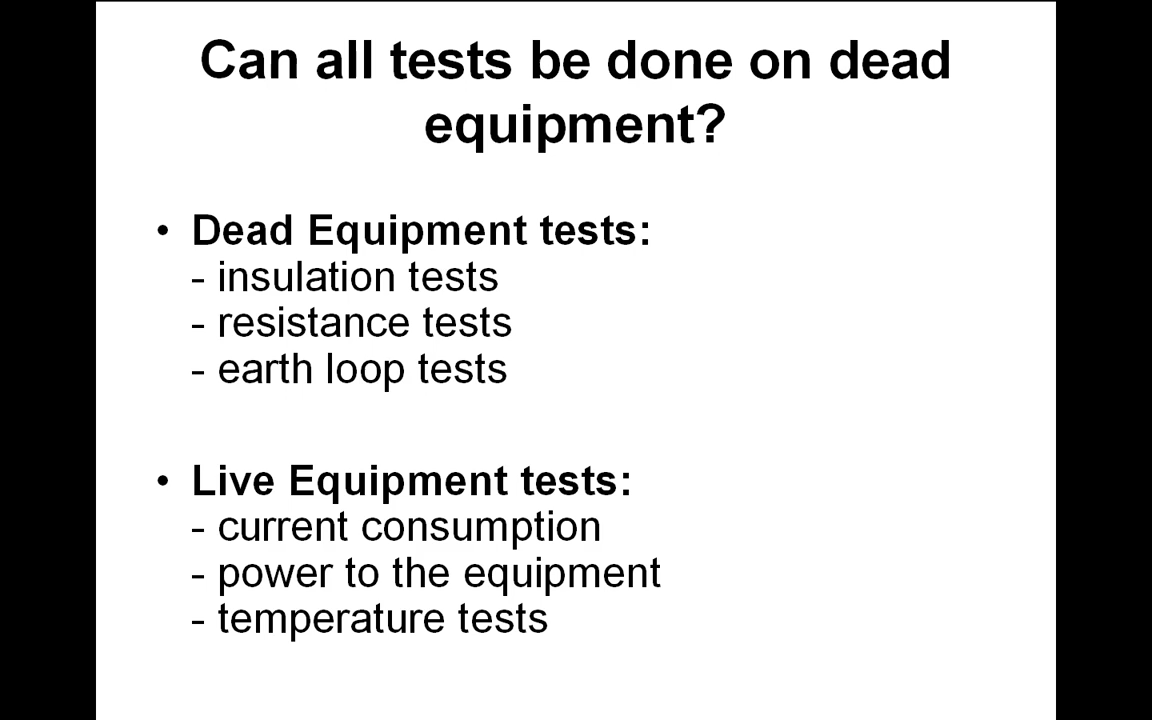 Can all tests be done on dead
equipment?
• Dead Equipment tests:
- insulation tests
- resistance tests
- earth loop tests
• Live Equipment tests:
- current consumption
- power to the equipment
- temperature tests